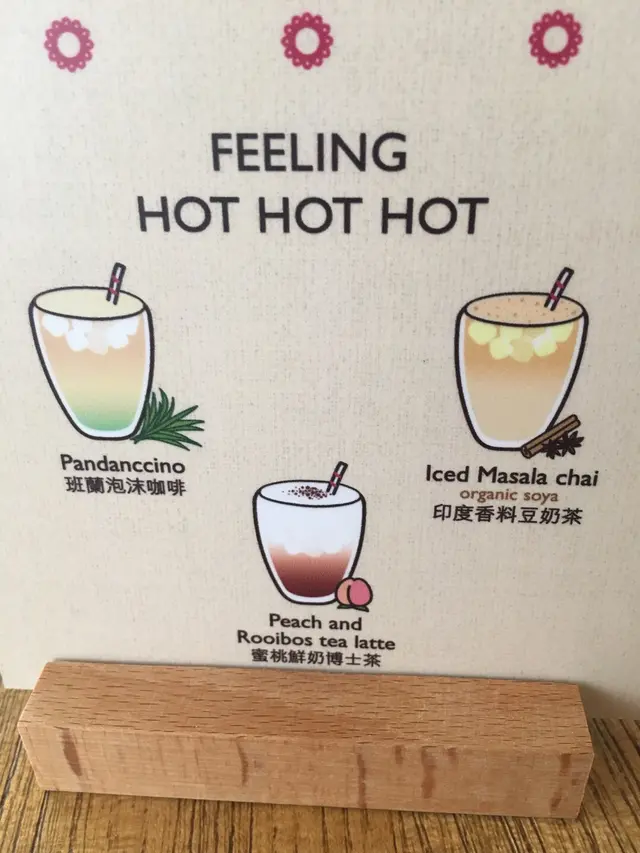 FEELING
HOT HOT HOT
Pandanccino
班蘭泡沫咖啡
Iced Masala chai
organic soya
印度香料豆奶茶
Peach and
Rooibos tea latte
蜜桃鮮奶博士茶